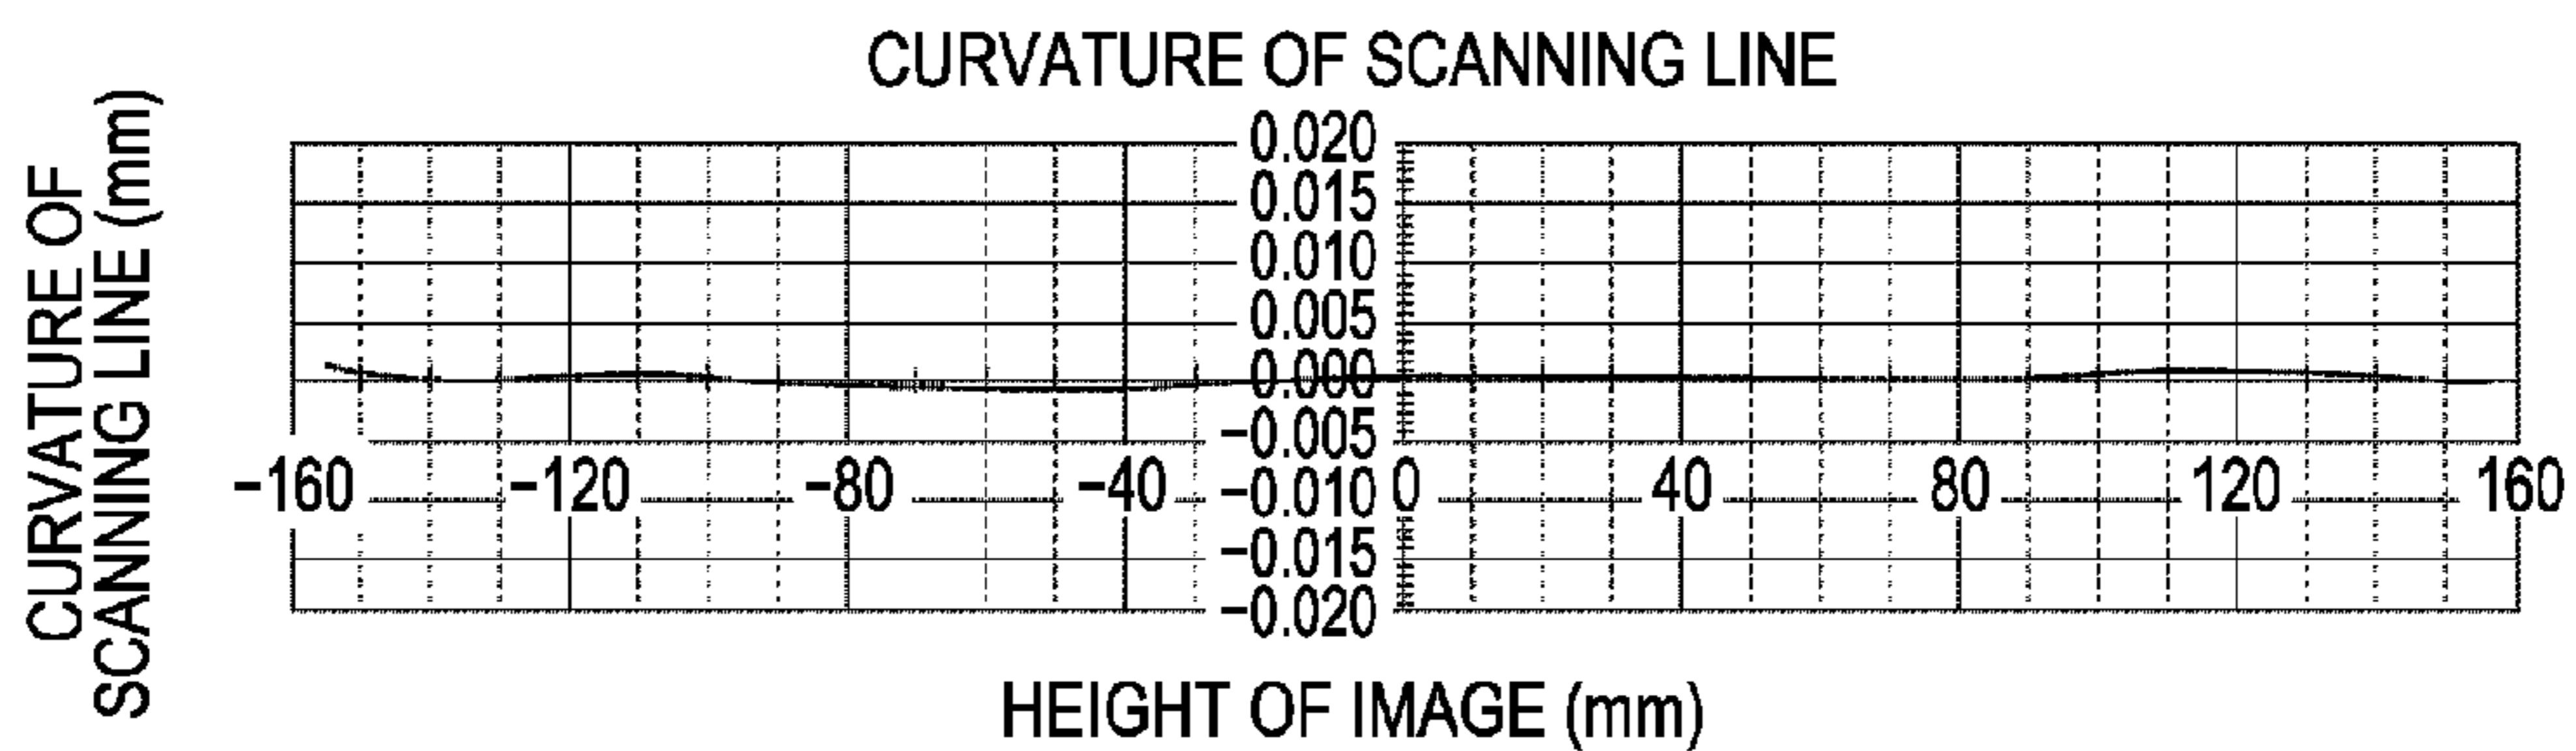 CURVATURE OF SCANNING LINE
CURVATURE OF
SCANNING LINE (mm)
0.020
0.015
0.010
0.005
0.000
−0.005
−0.010
−0.015
−0.020
−160 −120 −80 −40 0 40 80 120 160
HEIGHT OF IMAGE (mm)